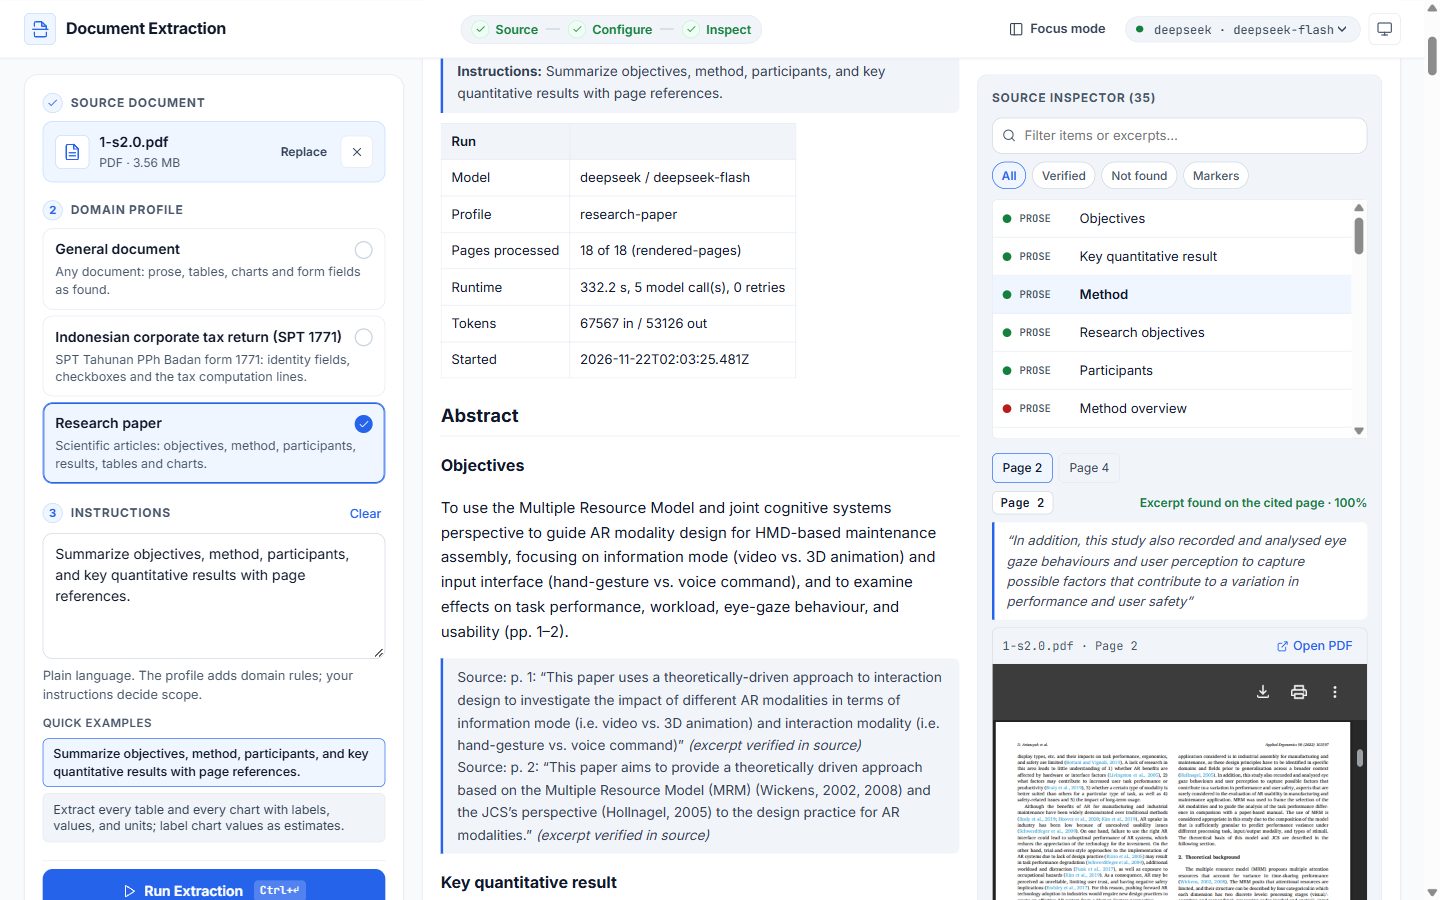 Document Extraction
Source
Configure
Inspect
Focus mode
deepseek · deepseek-flash
SOURCE DOCUMENT
1-s2.0.pdf
PDF · 3.56 MB
Replace
2 DOMAIN PROFILE
General document
Any document: prose, tables, charts and form fields
as found.
Indonesian corporate tax return (SPT 1771)
SPT Tahunan PPh Badan form 1771: identity fields,
checkboxes and the tax computation lines.
Research paper
Scientific articles: objectives, method, participants,
results, tables and charts.
3 INSTRUCTIONS
Clear
Summarize objectives, method, participants,
and key quantitative results with page
references.
Plain language. The profile adds domain rules; your
instructions decide scope.
QUICK EXAMPLES
Summarize objectives, method, participants, and key
quantitative results with page references.
Extract every table and every chart with labels,
values, and units; label chart values as estimates.
Run Extraction Ctrl+↵
Instructions: Summarize objectives, method, participants, and key
quantitative results with page references.
Run
Model deepseek / deepseek-flash
Profile research-paper
Pages processed 18 of 18 (rendered-pages)
Runtime 332.2 s, 5 model call(s), 0 retries
Tokens 67567 in / 53126 out
Started 2026-11-22T02:03:25.481Z
Abstract
Objectives
To use the Multiple Resource Model and joint cognitive systems
perspective to guide AR modality design for HMD-based maintenance
assembly, focusing on information mode (video vs. 3D animation) and
input interface (hand-gesture vs. voice command), and to examine
effects on task performance, workload, eye-gaze behaviour, and
usability (pp. 1–2).
Source: p. 1: “This paper uses a theoretically-driven approach to interaction
design to investigate the impact of different AR modalities in terms of
information mode (i.e. video vs. 3D animation) and interaction modality (i.e.
hand-gesture vs. voice command)” (excerpt verified in source)
Source: p. 2: “This paper aims to provide a theoretically driven approach
based on the Multiple Resource Model (MRM) (Wickens, 2002, 2008) and
the JCS’s perspective (Hollnagel, 2005) to the design practice for AR
modalities.” (excerpt verified in source)
Key quantitative result
SOURCE INSPECTOR (35)
Filter items or excerpts...
All
Verified
Not found
Markers
PROSE Objectives
PROSE Key quantitative result
PROSE Method
PROSE Research objectives
PROSE Participants
PROSE Method overview
Page 2
Page 4
Page 2
Excerpt found on the cited page · 100%
“In addition, this study also recorded and analysed eye
gaze behaviours and user perception to capture
possible factors that contribute to a variation in
performance and user safety”
1-s2.0.pdf · Page 2
Open PDF
2. Theoretical background